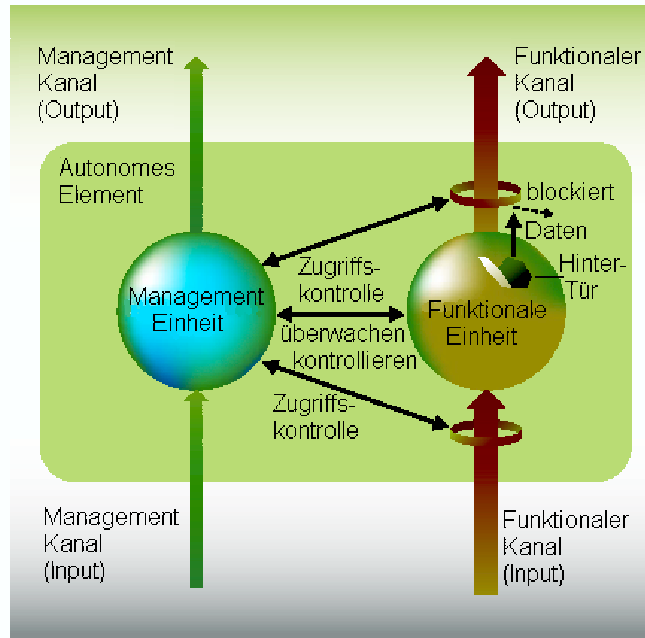 Management
Kanal
(Output)
Funktionaler
Kanal
(Output)
Autonomes
Element
blockiert
Daten
Hinter-
Tür
Zugriffs-
kontrolle
Management
Einheit
überwachen
kontrollieren
Funktionale
Einheit
Zugriffs-
kontrolle
Management
Kanal
(Input)
Funktionaler
Kanal
(Input)